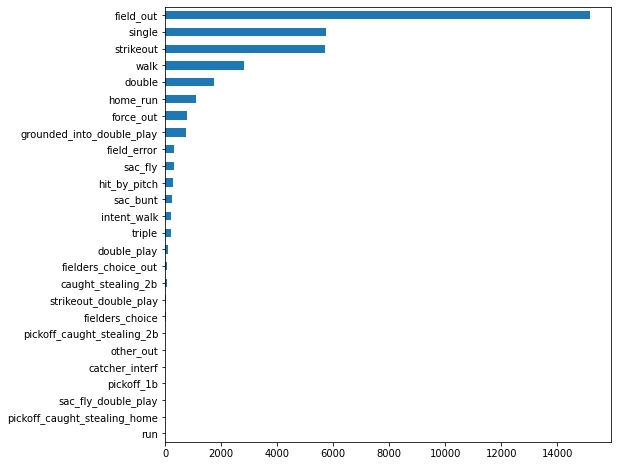 field_out
single
strikeout
walk
double
home_run
force_out
grounded_into_double_play
field_error
sac_fly
hit_by_pitch
sac_bunt
intent_walk
triple
double_play
fielders_choice_out
caught_stealing_2b
strikeout_double_play
fielders_choice
pickoff_caught_stealing_2b
other_out
catcher_interf
pickoff_1b
sac_fly_double_play
pickoff_caught_stealing_home
run
0 2000 4000 6000 8000 10000 12000 14000